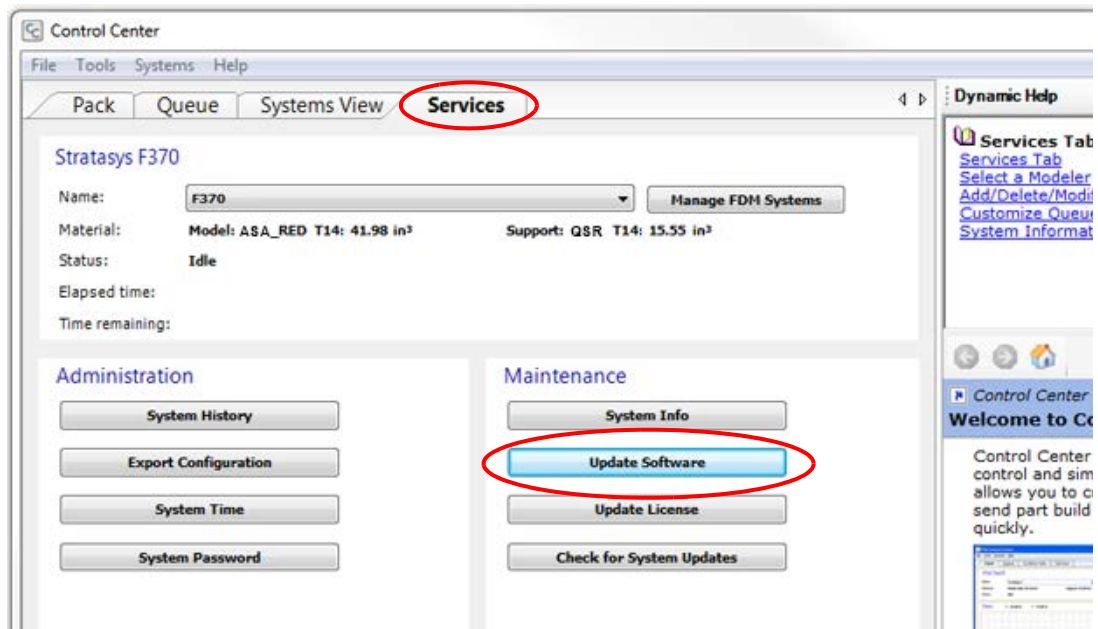 Control Center
File Tools Systems Help
Pack Queue Systems View Services
Stratasys F370
Name: F370 Manage FDM Systems
Material: Model: ASA_RED T14: 41.98 in³ Support: QSR T14: 15.55 in³
Status: Idle
Elapsed time:
Time remaining:
Administration
System History
Export Configuration
System Time
System Password
Maintenance
System Info
Update Software
Update License
Check for System Updates
Dynamic Help
Services Tab
Services Tab
Select a Modeler
Add/Delete/Modif
Customize Queue
System Informat
Control Center
Welcome to Co
Control Center
control and sim
allows you to c
send part build
quickly.